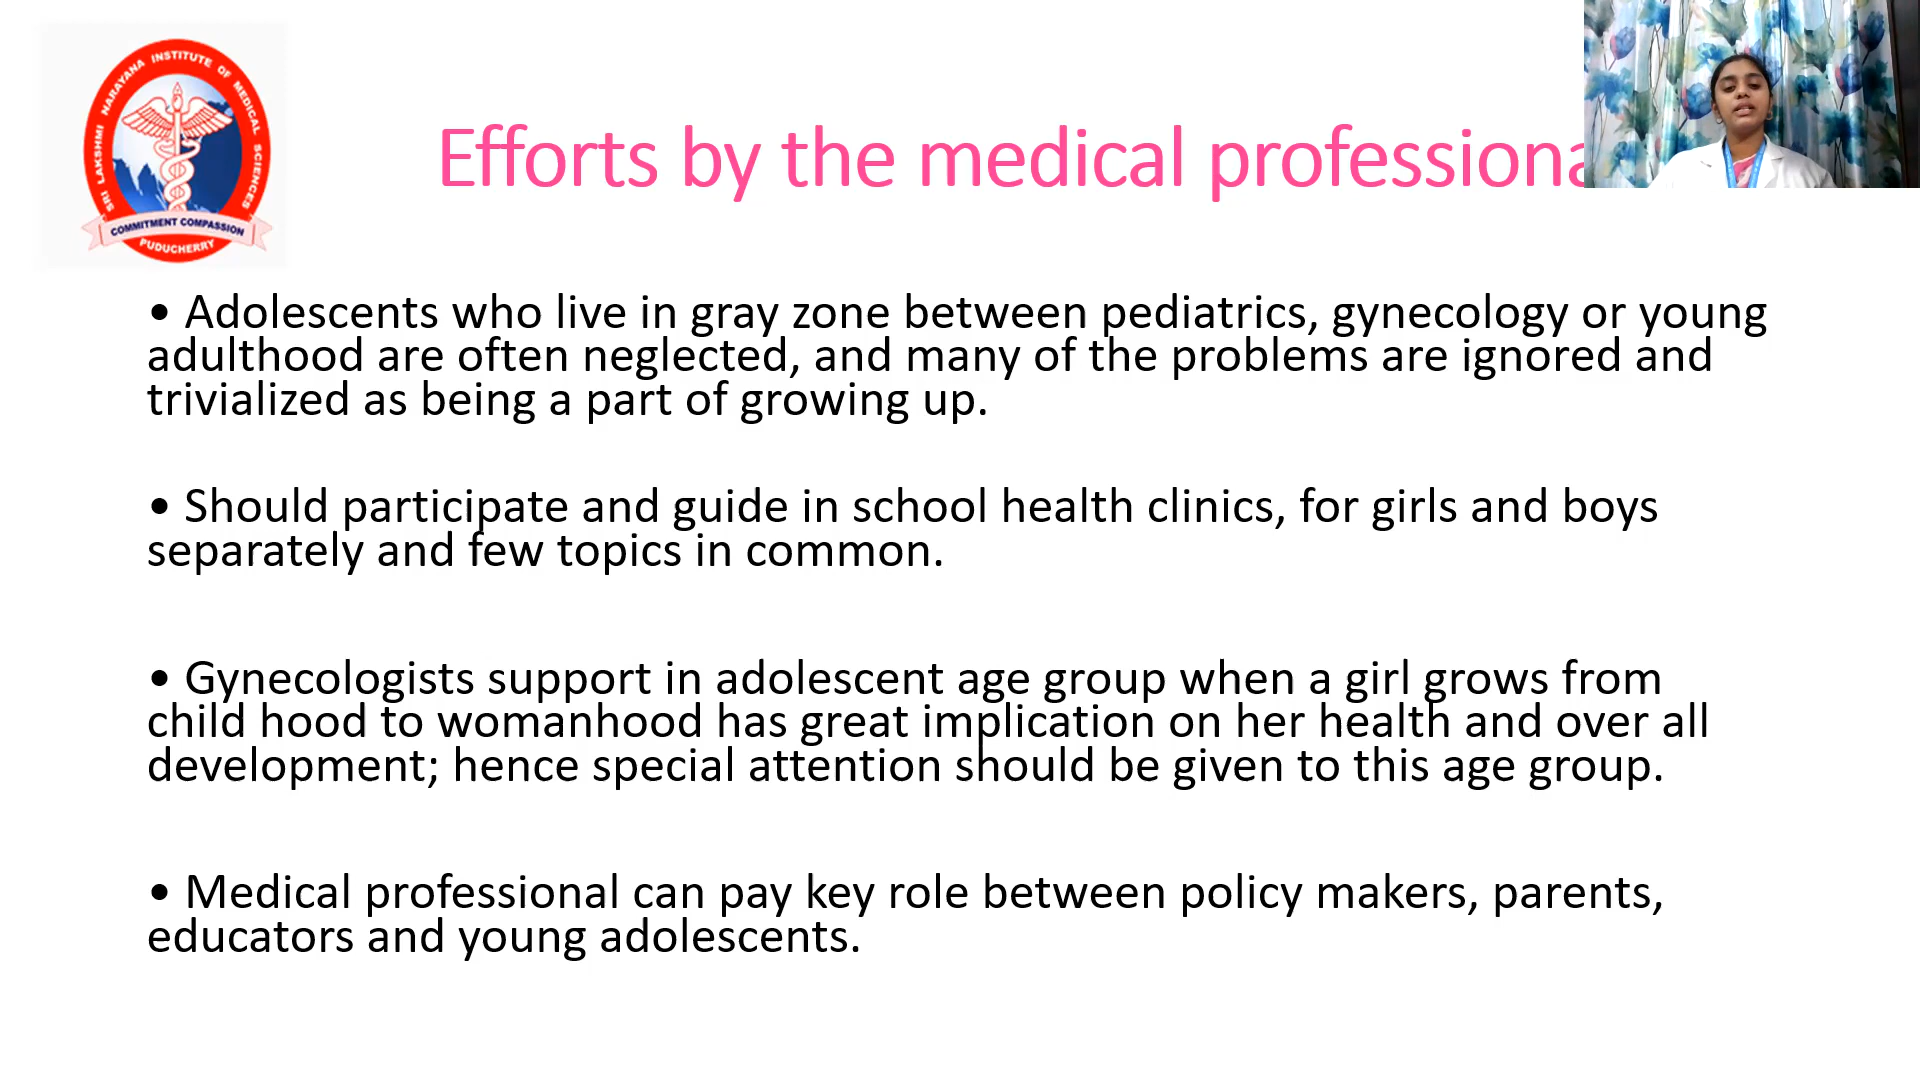 SRI LAKSHMI NARAYANA INSTITUTE OF MEDICAL SCIENCES
COMMITMENT COMPASSION
PUDUCHERRY
Efforts by the medical
• Adolescents who live in gray zone between pediatrics, gynecology or young
adulthood are often neglected, and many of the problems are ignored and
trivialized as being a part of growing up.
• Should participate and guide in school health clinics, for girls and boys
separately and few topics in common.
• Gynecologists support in adolescent age group when a girl grows from
child hood to womanhood has great implication on her health and over all
development; hence special attention should be given to this age group.
• Medical professional can pay key role between policy makers, parents,
educators and young adolescents.